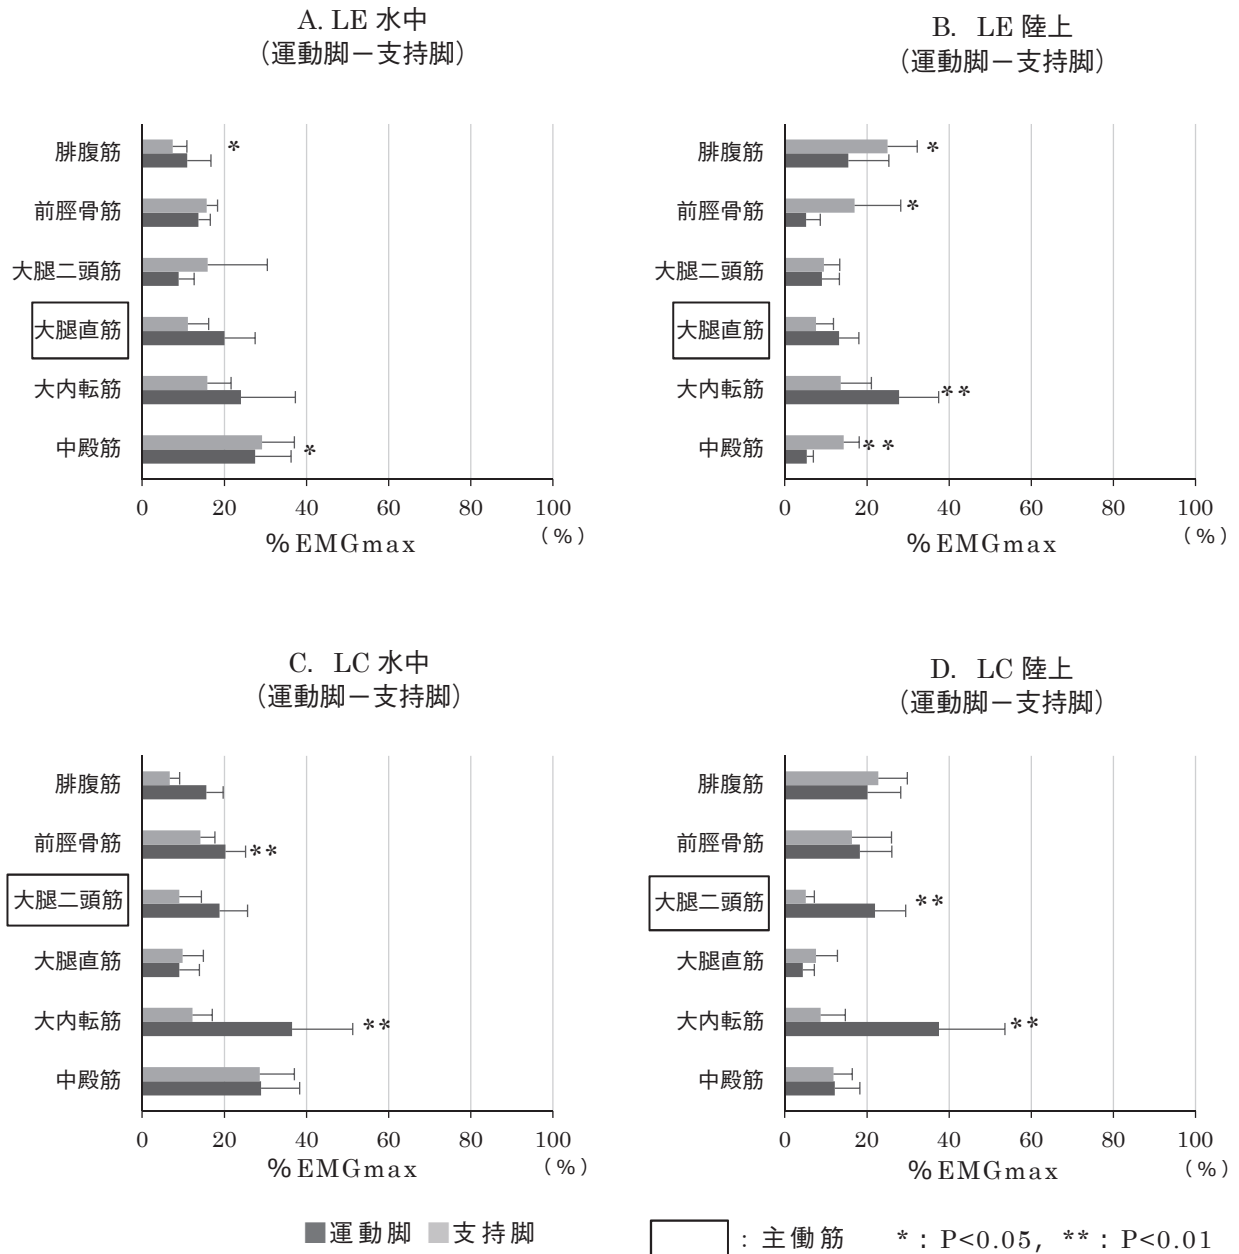 A. LE 水中
（運動脚－支持脚）
腓腹筋
*
前脛骨筋
大腿二頭筋
大腿直筋
大内転筋
中殿筋
*
0 20 40 60 80 100
%EMGmax
(%)
B. LE 陸上
（運動脚－支持脚）
腓腹筋
*
前脛骨筋
*
大腿二頭筋
大腿直筋
大内転筋
**
中殿筋
**
0 20 40 60 80 100
%EMGmax
(%)
C. LC 水中
（運動脚－支持脚）
腓腹筋
前脛骨筋
**
大腿二頭筋
大腿直筋
大内転筋
**
中殿筋
0 20 40 60 80 100
%EMGmax
(%)
D. LC 陸上
（運動脚－支持脚）
腓腹筋
前脛骨筋
大腿二頭筋
**
大腿直筋
大内転筋
**
中殿筋
0 20 40 60 80 100
%EMGmax
(%)
運動脚 支持脚
: 主働筋 *: P<0.05, **: P<0.01